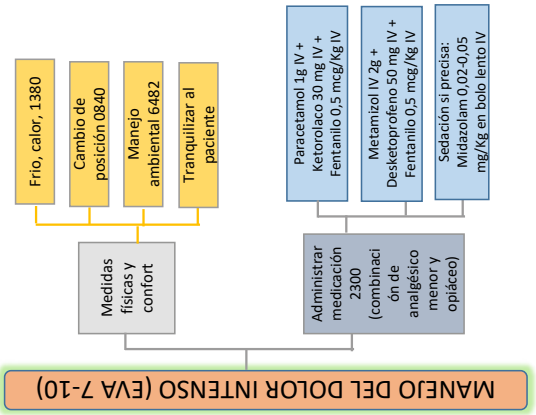 MANEJO DEL DOLOR INTENSO (EVA 7-10)
Medidas
físicas y
confort
Frio, calor, 1380
Cambio de
posición 0840
Manejo
ambiental 6482
Tranquilizar al
paciente
Administrar
medicación
2300
(combinaci
ón de
analgésico
menor y
opiáceo)
Paracetamol 1g IV +
Ketorolaco 30 mg IV +
Fentanilo 0,5 mcg/Kg IV
Metamizol IV 2g +
Desketoprofeno 50 mg IV +
Fentanilo 0,5 mcg/Kg IV
Sedación si precisa:
Midazolam 0,02-0,05
mg/Kg en bolo lento IV